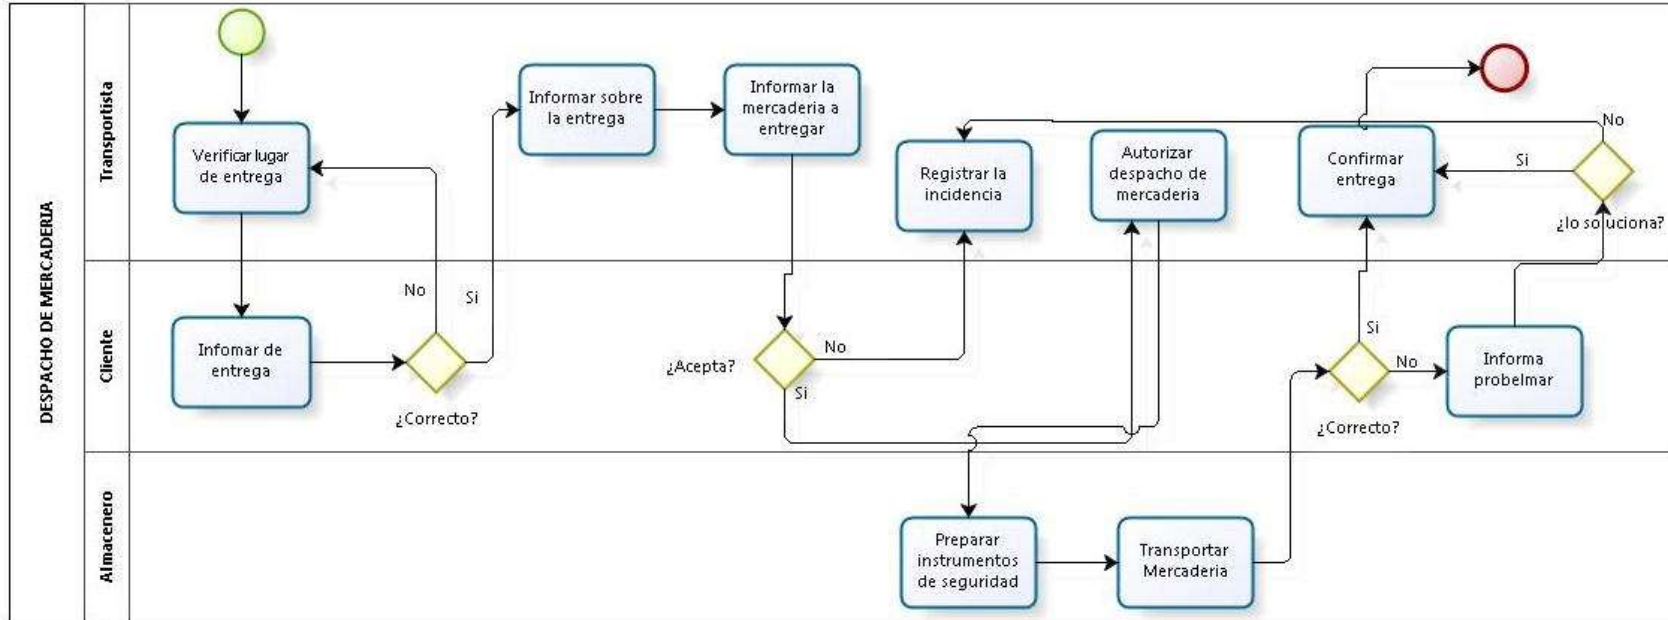 DESPACHO DE MERCADERIA
Transportista
Verificar lugar
de entrega
Informar sobre
la entrega
Informar la
mercaderia a
entregar
Registrar la
incidencia
Autorizar
despacho de
mercaderia
Confirmar
entrega
No
Si
¿lo soluciona?
Cliente
Infomar de
entrega
No
Si
¿Correcto?
¿Acepta?
No
Si
Si
No
¿Correcto?
Informa
probelmar
Almacenero
Preparar
instrumentos
de seguridad
Transportar
Mercaderia